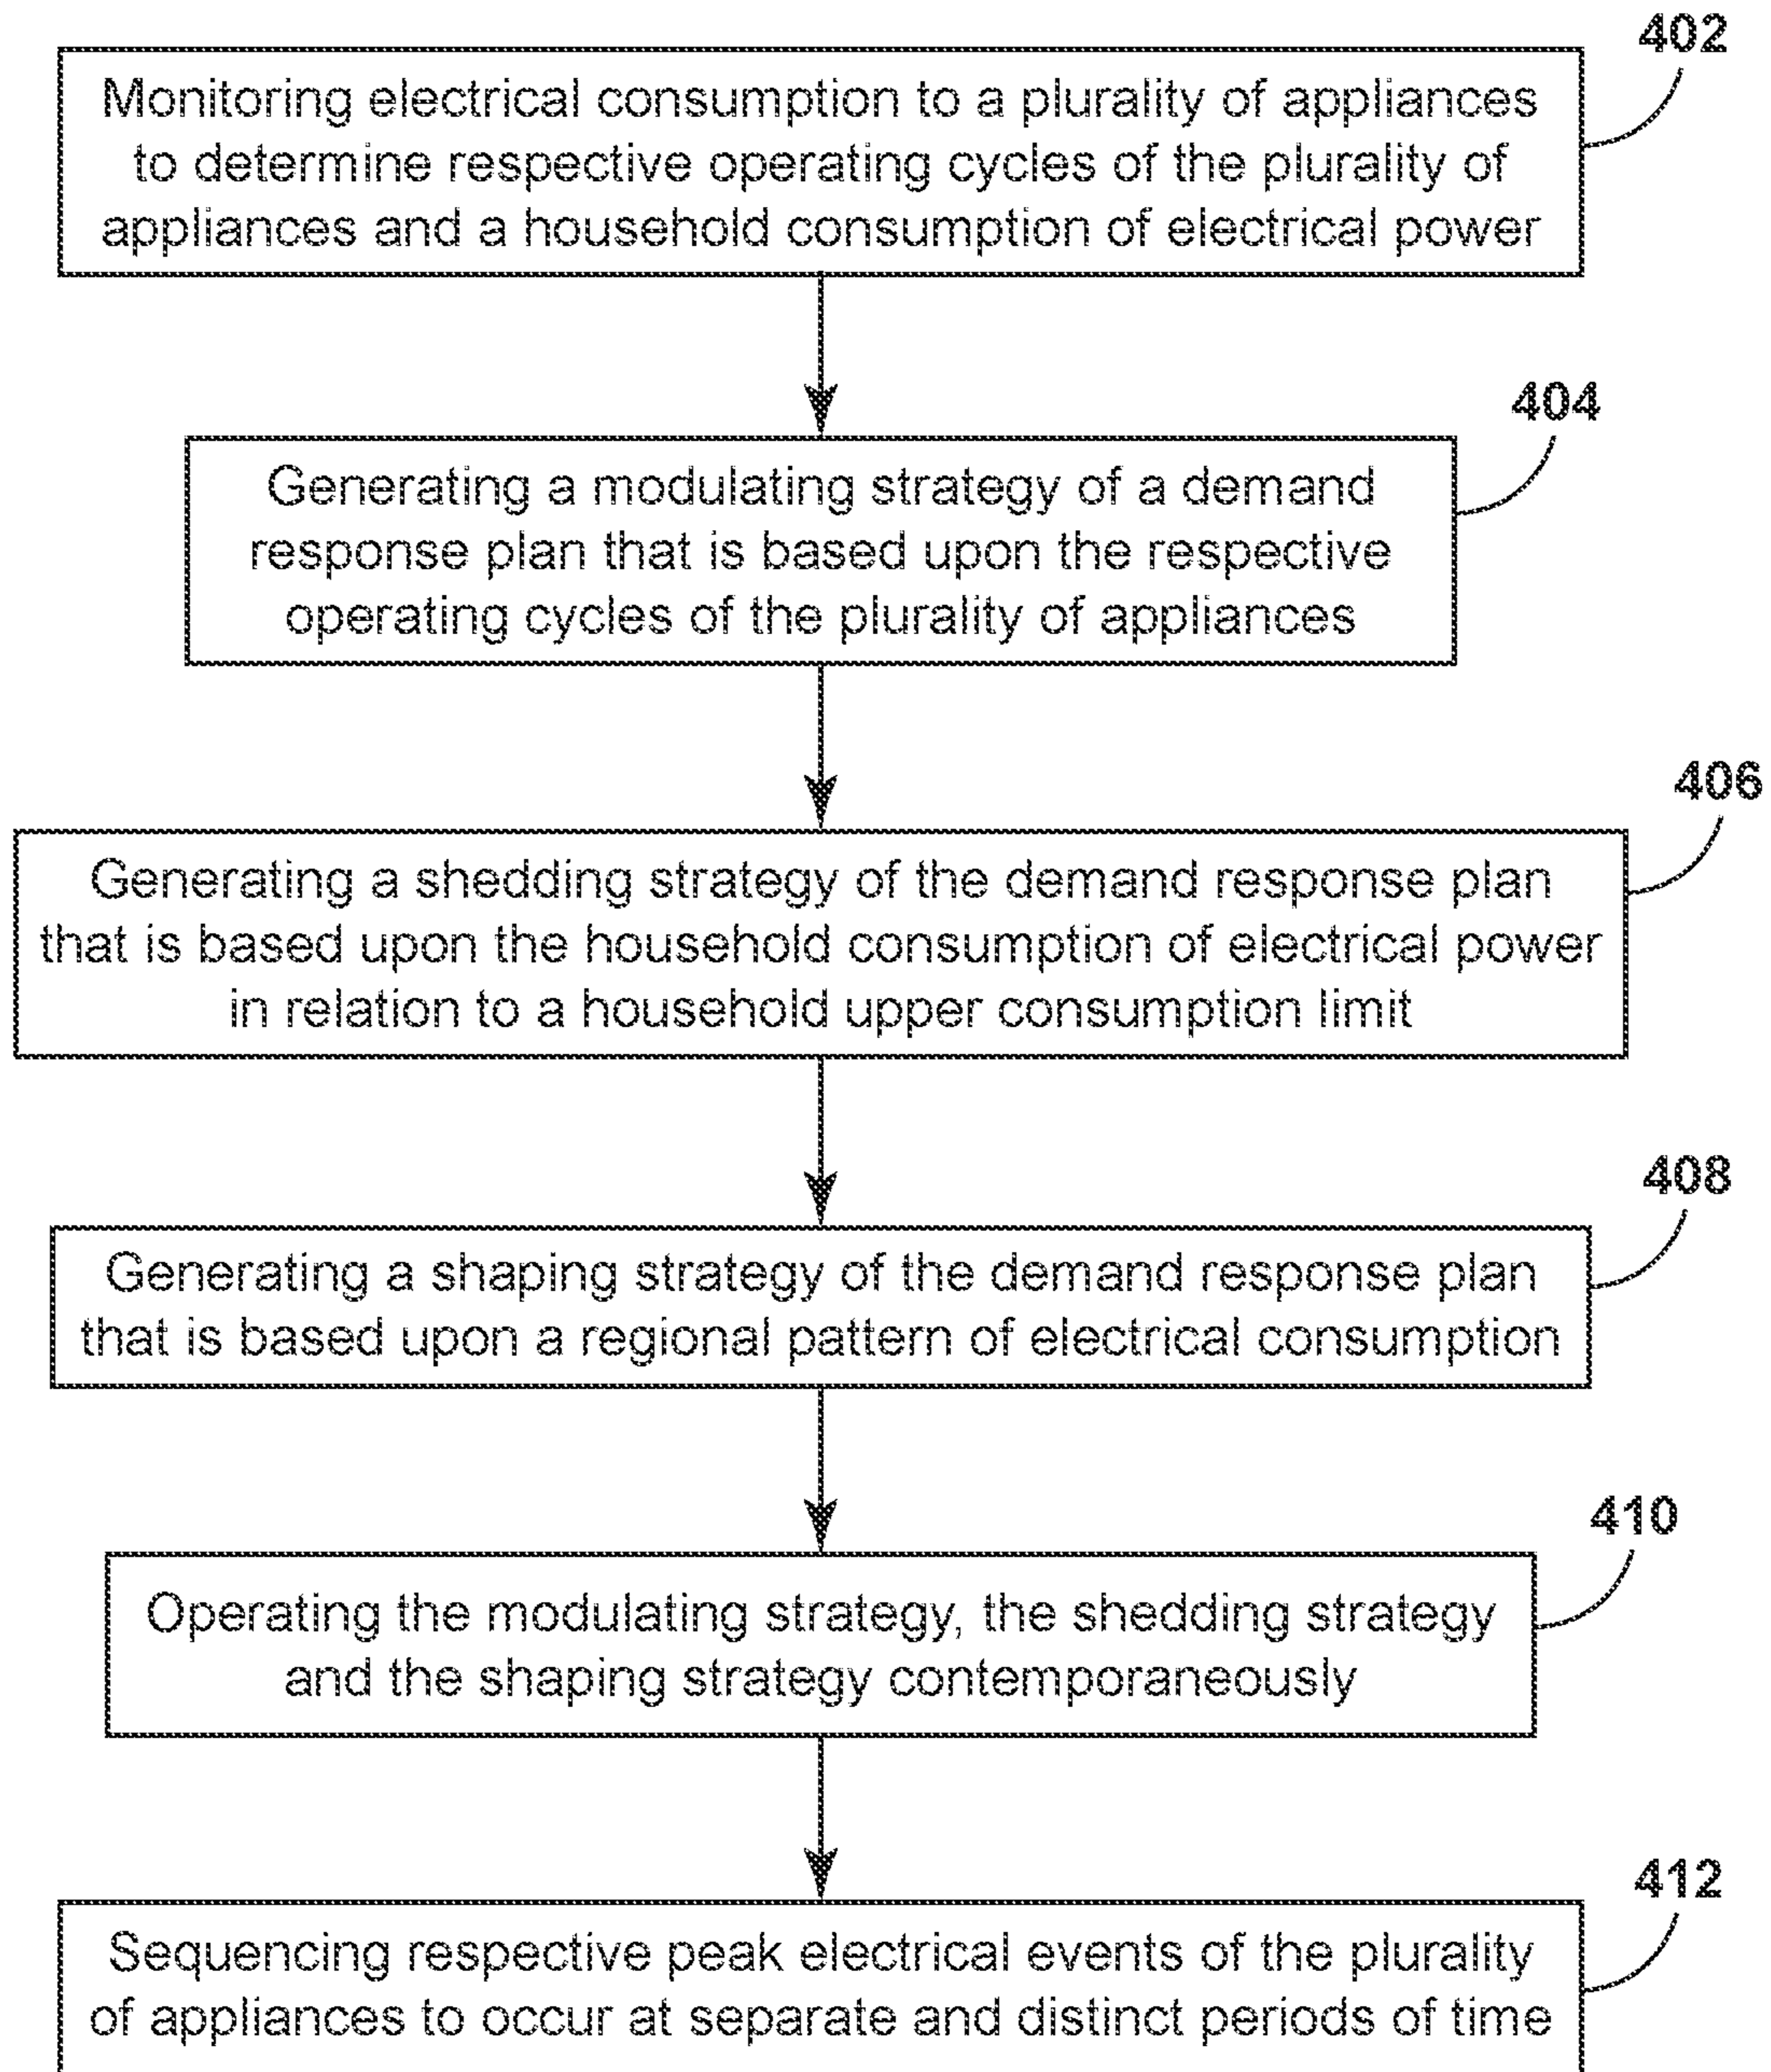 402
Monitoring electrical consumption to a plurality of appliances
to determine respective operating cycles of the plurality of
appliances and a household consumption of electrical power
404
Generating a modulating strategy of a demand
response plan that is based upon the respective
operating cycles of the plurality of appliances
406
Generating a shedding strategy of the demand response plan
that is based upon the household consumption of electrical power
in relation to a household upper consumption limit
408
Generating a shaping strategy of the demand response plan
that is based upon a regional pattern of electrical consumption
410
Operating the modulating strategy, the shedding strategy
and the shaping strategy contemporaneously
412
Sequencing respective peak electrical events of the plurality
of appliances to occur at separate and distinct periods of time